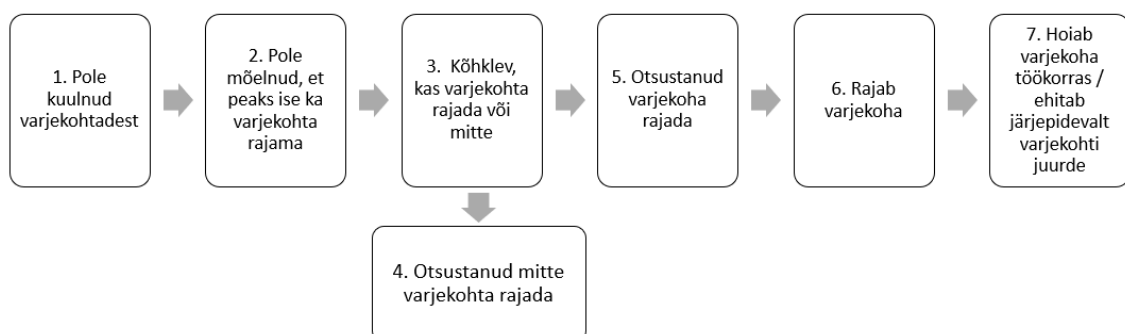 1. Pole
kuulnud
varjekohtadest
2. Pole
mõelnud, et
peaks ise ka
varjekohta
rajama
3. Kõhklev,
kas varjekohta
rajada või
mitte
4. Otsustanud mitte
varjekohta rajada
5. Otsustanud
varjekoha
rajada
6. Rajab
varjekoha
7. Hoiab
varjekoha
töökorras /
ehitab
järjepidevalt
varjekohti
juurde